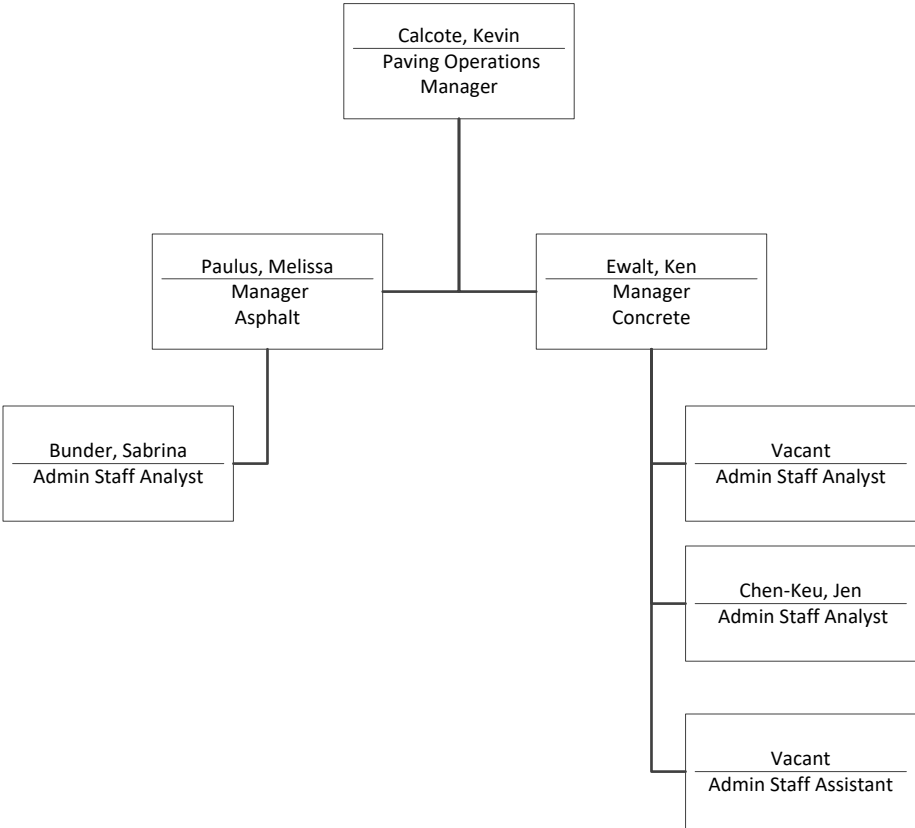 Calcote, Kevin
Paving Operations
Manager
Paulus, Melissa
Manager
Asphalt
Ewalt, Ken
Manager
Concrete
Bunder, Sabrina
Admin Staff Analyst
Vacant
Admin Staff Analyst
Chen-Keu, Jen
Admin Staff Analyst
Vacant
Admin Staff Assistant